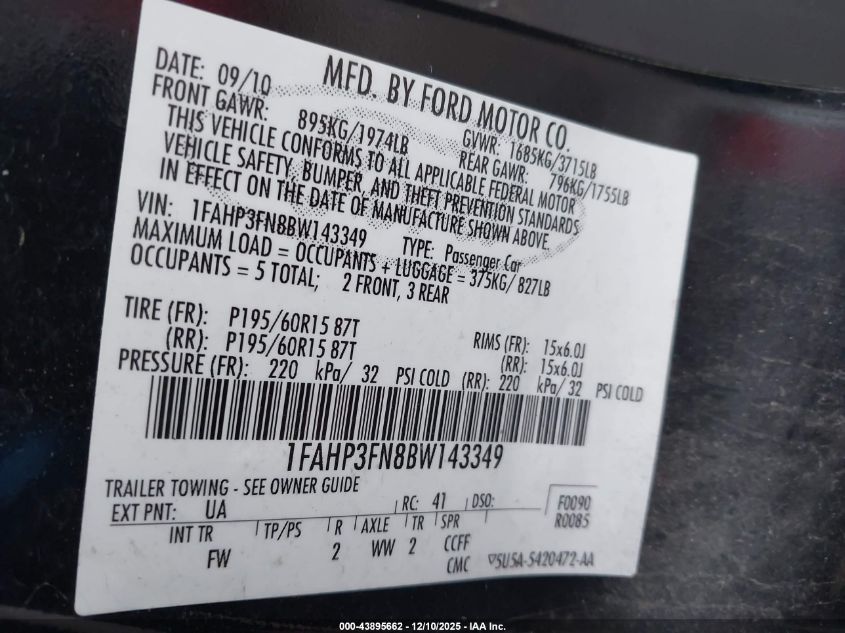 DATE: 09/10 MFD. BY FORD MOTOR CO.
FRONT GAWR: 895KG/1974LB GVWR: 1685KG/3715LB
REAR GAWR: 796KG/1755LB
THIS VEHICLE CONFORMS TO ALL APPLICABLE FEDERAL MOTOR
VEHICLE SAFETY, BUMPER, AND THEFT PREVENTION STANDARDS
IN EFFECT ON THE DATE OF MANUFACTURE SHOWN ABOVE.
VIN: 1FAHP3FN8BW143349 TYPE: Passenger Car
MAXIMUM LOAD = OCCUPANTS + LUGGAGE = 375KG/ 827LB
OCCUPANTS = 5 TOTAL; 2 FRONT, 3 REAR
TIRE (FR): P195/60R15 87T RIMS (FR): 15x6.0J
(RR): P195/60R15 87T (RR): 15x6.0J
PRESSURE (FR): 220 kPa/ 32 PSI COLD (RR): 220 kPa/ 32 PSI COLD
1FAHP3FN8BW143349
TRAILER TOWING - SEE OWNER GUIDE
EXT PNT: UA RC: 41 DSO: F0090
R0085
INT TR TP/PS R AXLE TR SPR
FW 2 WW 2 CCFF
CMC 5U5A-5420472-AA
000-43895662 - 12/10/2025 - IAA Inc.